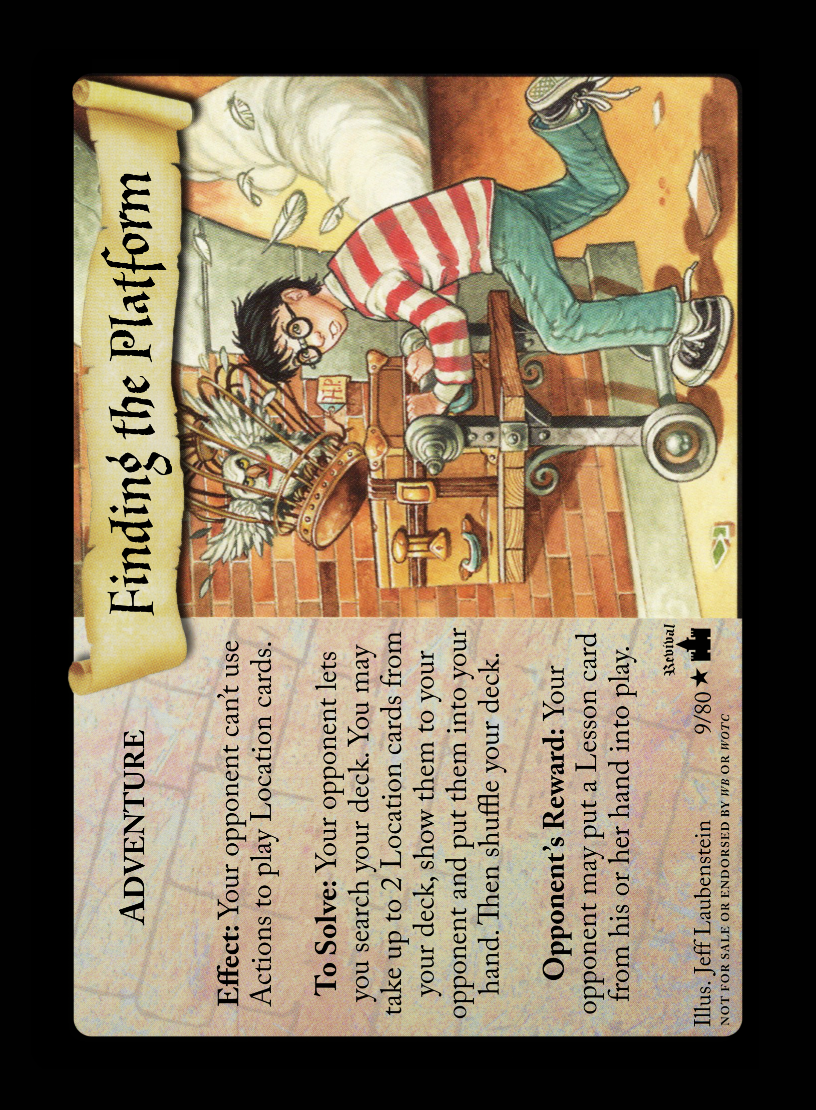 Finding the Platform
ADVENTURE
Effect: Your opponent can't use
Actions to play Location cards.
To Solve: Your opponent lets
you search your deck. You may
take up to 2 Location cards from
your deck, show them to your
opponent and put them into your
hand. Then shuffle your deck.
Opponent's Reward: Your
opponent may put a Lesson card
from his or her hand into play.
H.P.
Revival
Illus. Jeff Laubenstein 9/80 ★
NOT FOR SALE OR ENDORSED BY WB OR WOTC